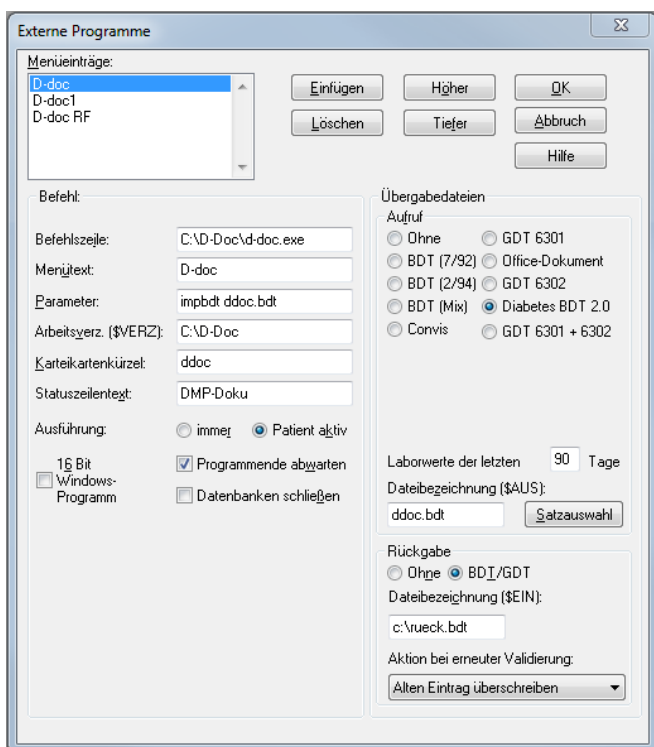 Externe Programme
Menüeinträge:
D-doc
D-doc1
D-doc RF
Einfügen
Höher
OK
Löschen
Tiefer
Abbruch
Hilfe
Befehl:
Befehlszeile: C:\D-Doc\d-doc.exe
Menütext: D-doc
Parameter: impbdt ddoc.bdt
Arbeitsverz. ($VERZ): C:\D-Doc
Karteikartenkürzel: ddoc
Statuszeilentext: DMP-Doku
Ausführung: immer Patient aktiv
16 Bit
Windows-
Programm
Programmende abwarten
Datenbanken schließen
Übergabedateien
Aufruf
Ohne GDT 6301
BDT (7/92) Office-Dokument
BDT (2/94) GDT 6302
BDT (Mix) Diabetes BDT 2.0
Convis GDT 6301 + 6302
Laborwerte der letzten 90 Tage
Dateibezeichnung ($AUS):
ddoc.bdt Satzauswahl
Rückgabe
Ohne BDT/GDT
Dateibezeichnung ($EIN):
c:\rueck.bdt
Aktion bei erneuter Validierung:
Alten Eintrag überschreiben